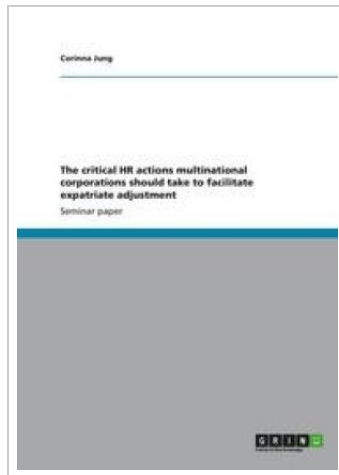 Corinna Jung
The critical HR actions multinational
corporations should take to facilitate
expatriate adjustment
Seminar paper
GRIN